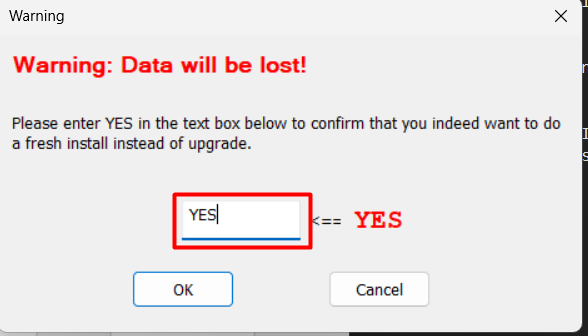 Warning
Warning: Data will be lost!
Please enter YES in the text box below to confirm that you indeed want to do
a fresh install instead of upgrade.
YES <== YES
OK Cancel